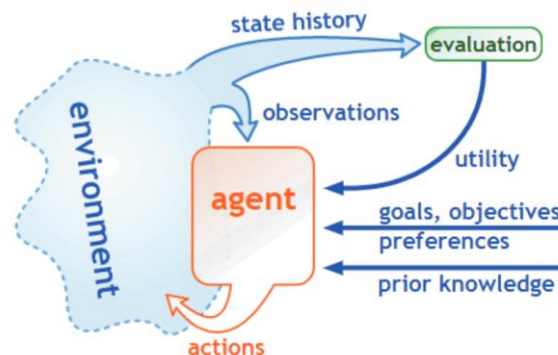 state history
evaluation
observations
environment
utility
agent
goals, objectives
preferences
prior knowledge
actions